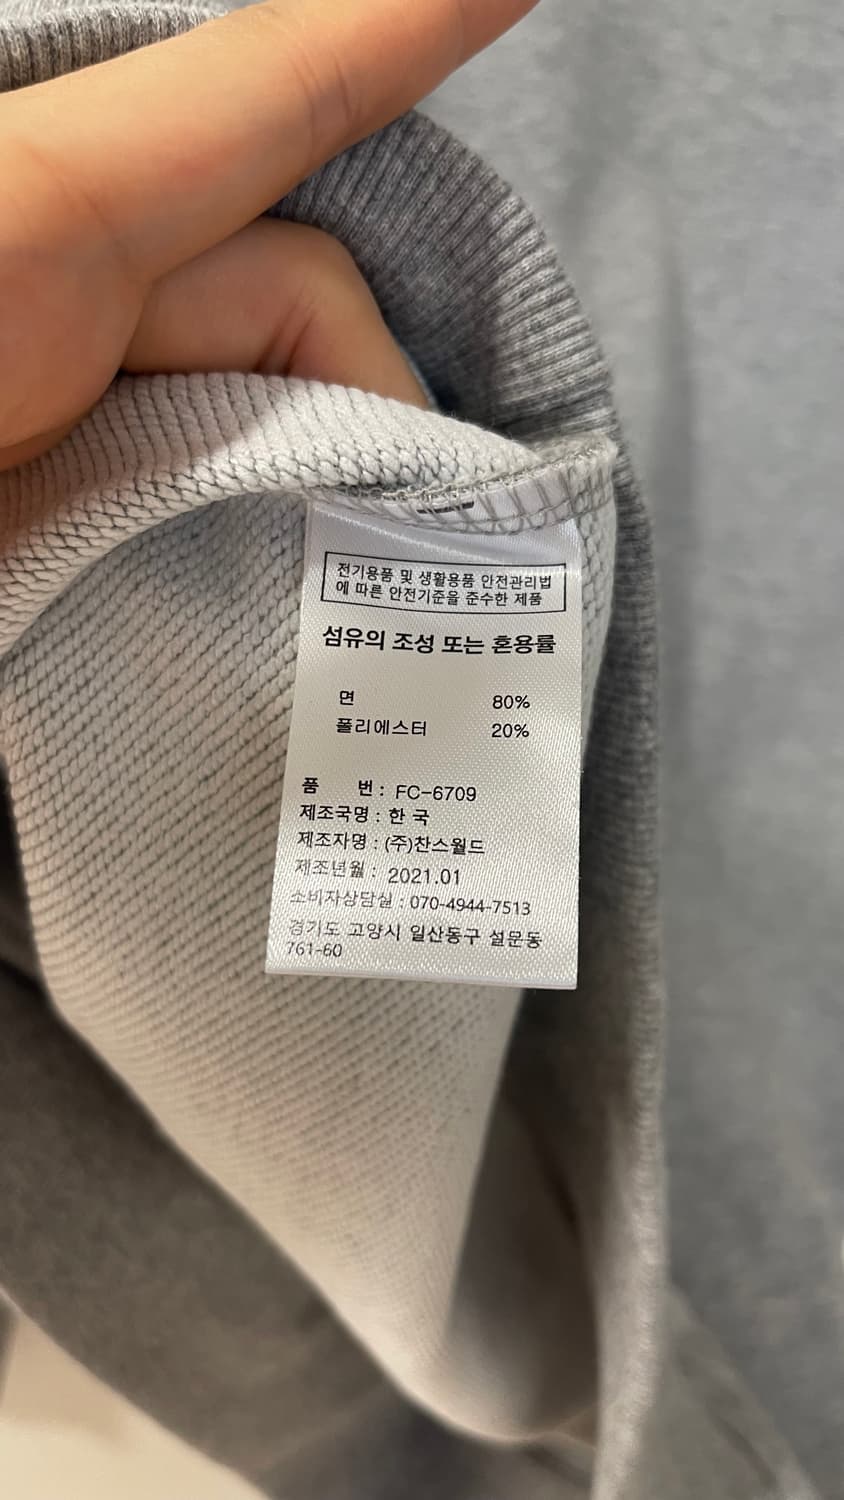 전기용품 및 생활용품 안전관리법
에 따른 안전기준을 준수한 제품
섬유의 조성 또는 혼용률
면 80%
폴리에스터 20%
품 번 : FC-6709
제조국명 : 한 국
제조자명 : (주)찬스월드
제조년월 : 2021.01
소비자상담실 : 070-4944-7513
경기도 고양시 일산동구 설문동
761-60